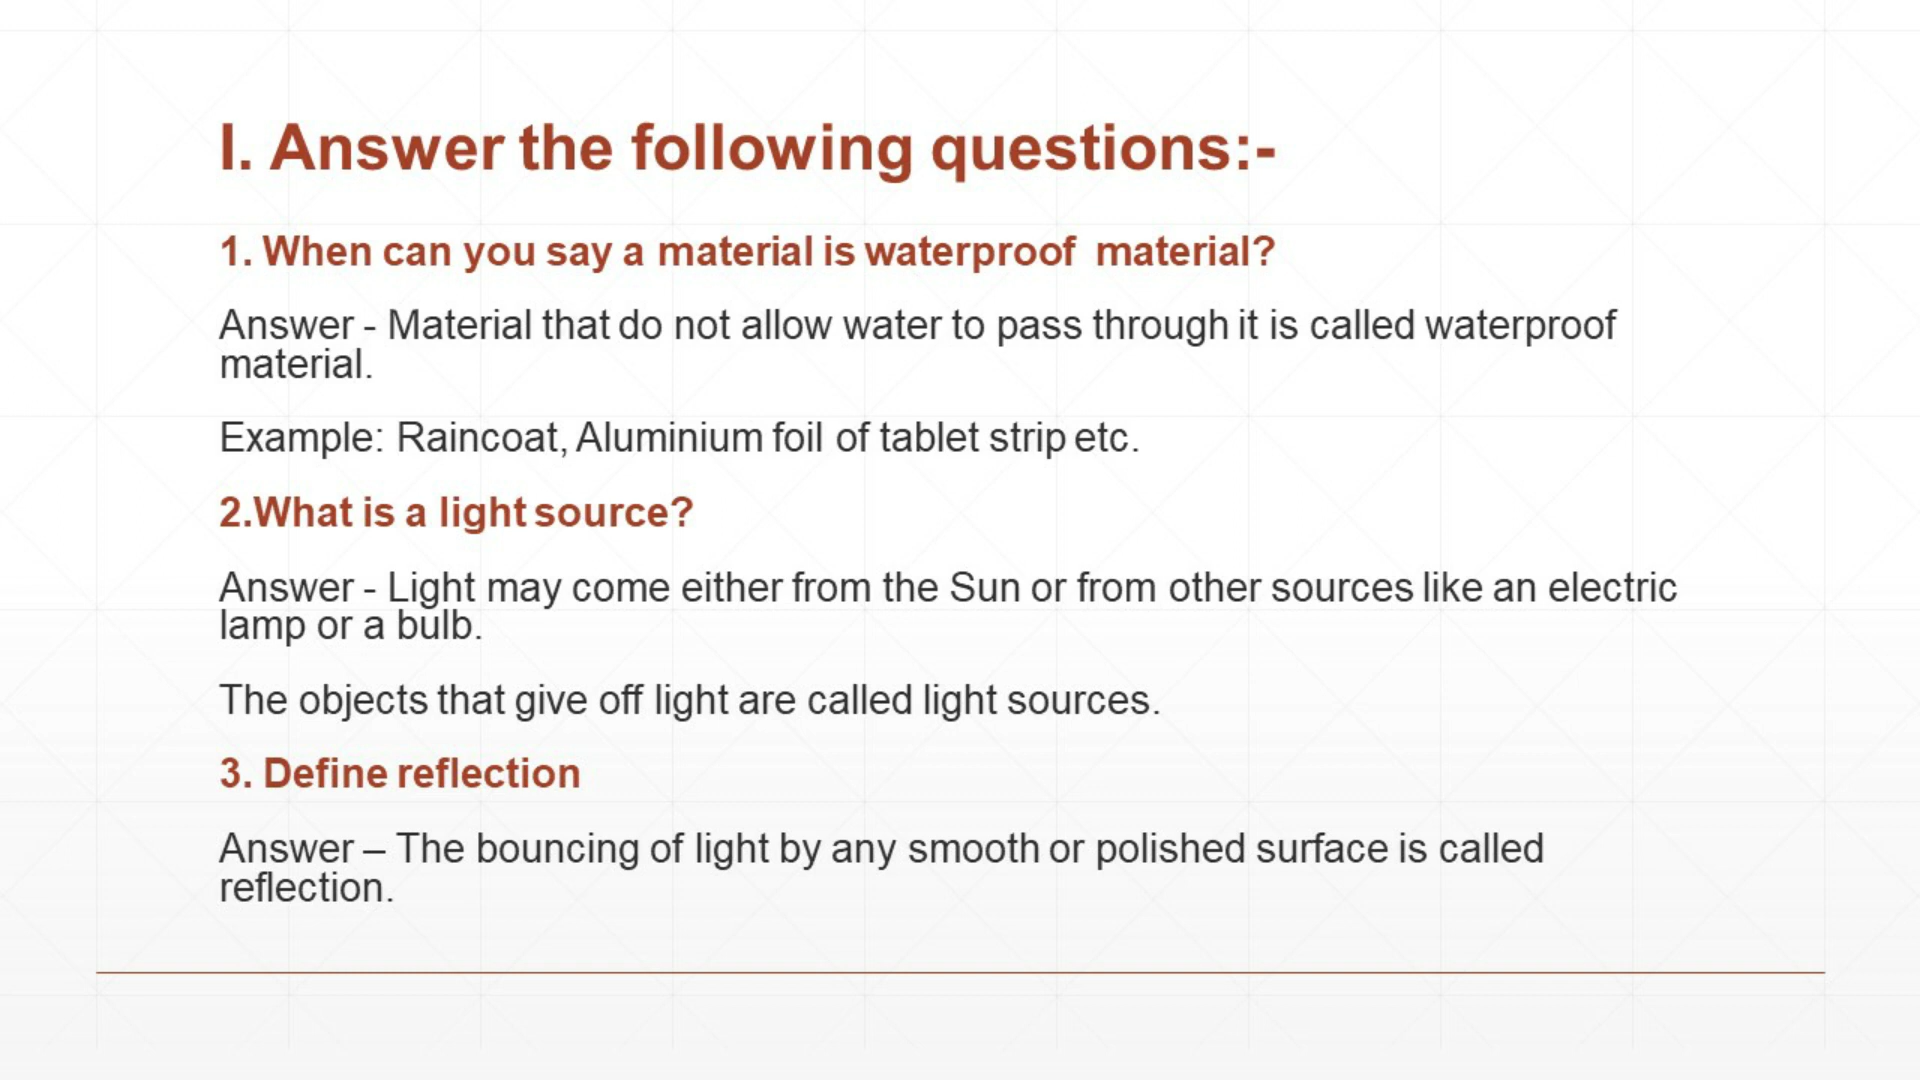 I. Answer the following questions:-
1. When can you say a material is waterproof material?
Answer - Material that do not allow water to pass through it is called waterproof
material.
Example: Raincoat, Aluminium foil of tablet strip etc.
2.What is a light source?
Answer - Light may come either from the Sun or from other sources like an electric
lamp or a bulb.
The objects that give off light are called light sources.
3. Define reflection
Answer – The bouncing of light by any smooth or polished surface is called
reflection.